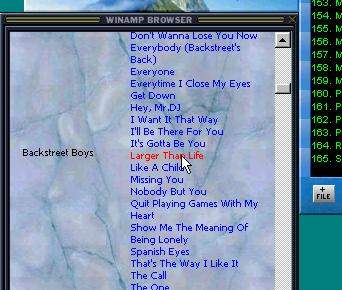 WINAMP BROWSER
Don't Wanna Lose You Now
Everybody (Backstreet's
Back)
Everyone
Everytime I Close My Eyes
Get Down
Hey, Mr.DJ
I Want It That Way
I'll Be There For You
It's Gotta Be You
Backstreet Boys
Larger Than Life
Like A Child
Missing You
Nobody But You
Quit Playing Games With My
Heart
Show Me The Meaning Of
Being Lonely
Spanish Eyes
That's The Way I Like It
The Call
The One
153. M
154. M
155. M
156. M
157. M
158. M
159. M
160. P
161. P
162. P
163. R
164. R
165. S
+
FILE